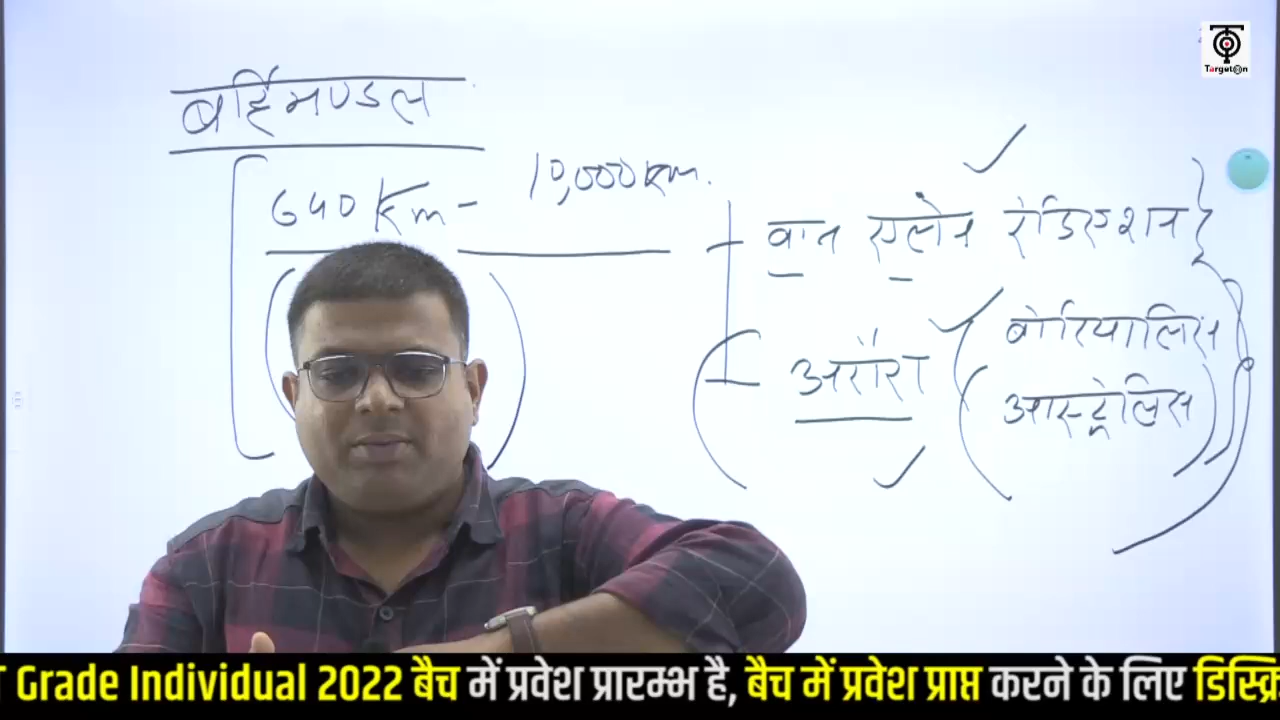 Target@n
बर्हिमण्डल
640 Km - 10,000 Km.
वान एलेन रेडिएशन
अरौरा
बोरियालिस
आस्ट्रेलिस
Grade Individual 2022 बैच में प्रवेश प्रारम्भ है, बैच में प्रवेश प्राप्त करने के लिए डिस्क्रि